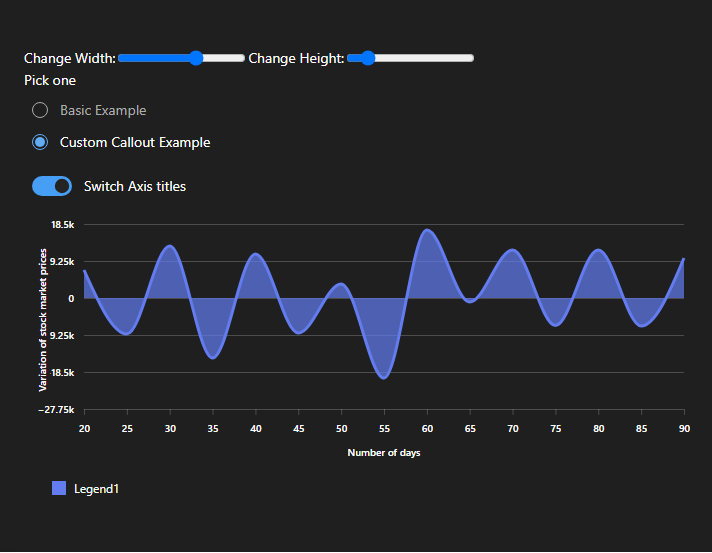 Change Width: Change Height:
Pick one
Basic Example
Custom Callout Example
Switch Axis titles
Variation of stock market prices
18.5k
9.25k
0
9.25k
18.5k
−27.75k
20 25 30 35 40 45 50 55 60 65 70 75 80 85 90
Number of days
Legend1